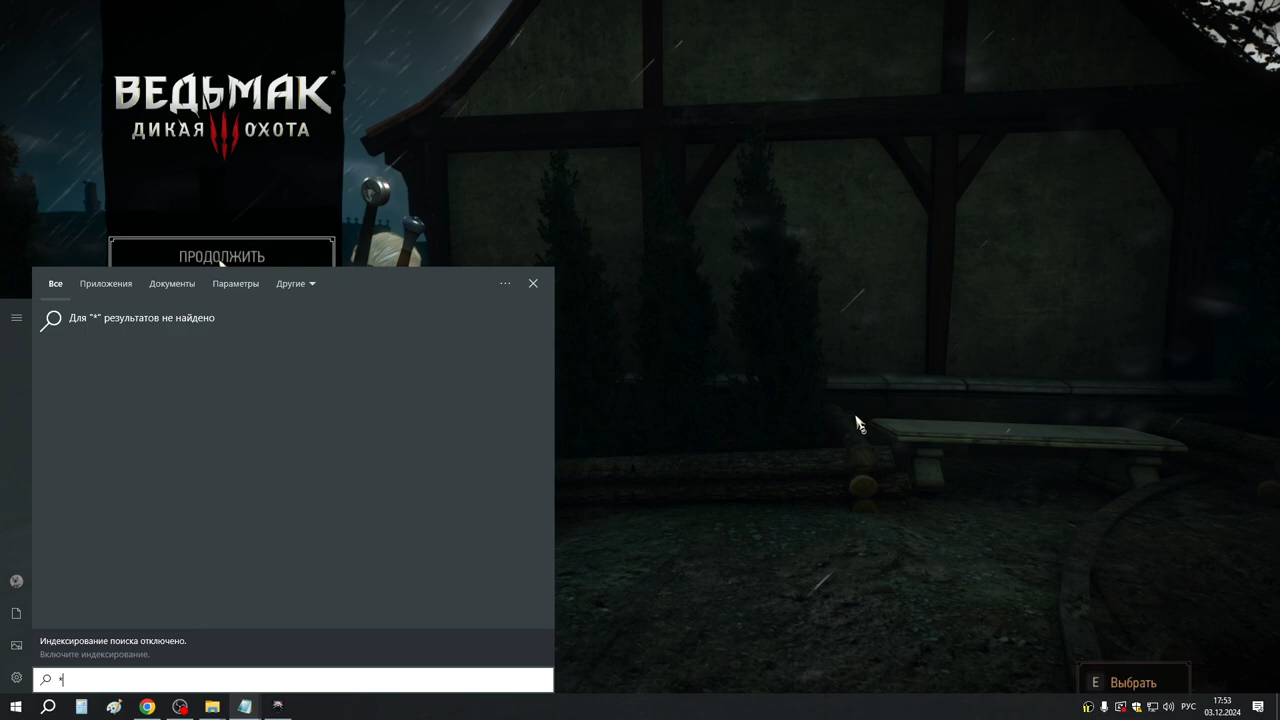 ВЕДЬМАК
ДИКАЯ ОХОТА
ПРОДОЛЖИТЬ
Все Приложения Документы Параметры Другие
Для "*" результатов не найдено
Индексирование поиска отключено.
Включите индексирование.
*
E Выбрать
РУС
17:53
03.12.2024